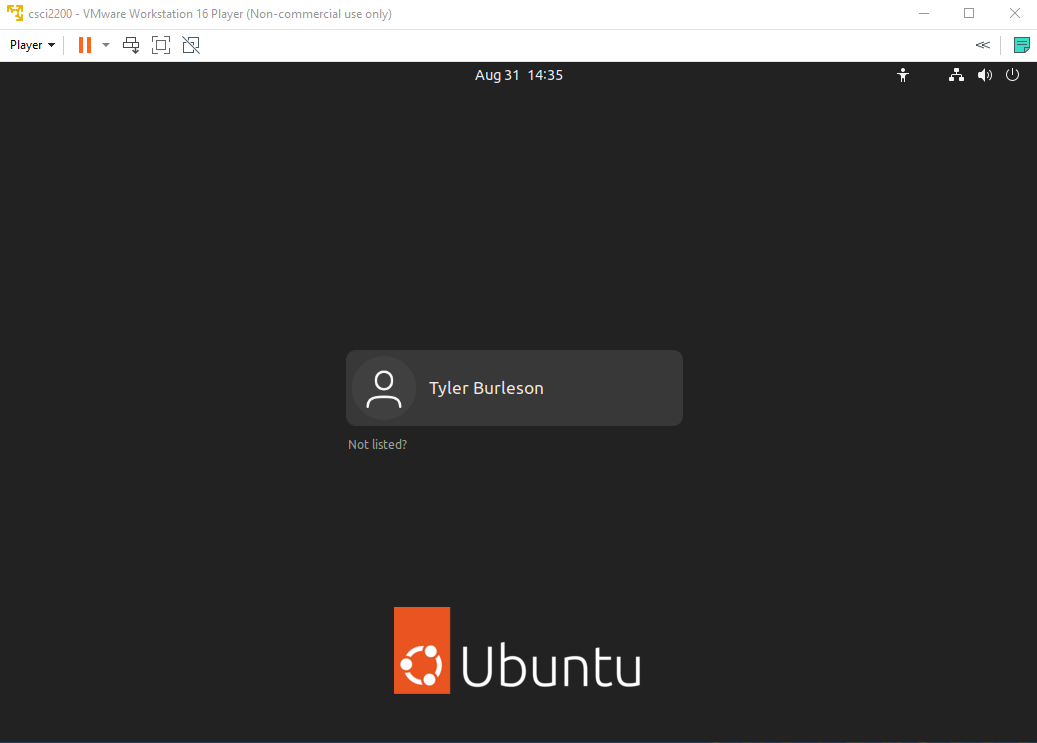 csci2200 - VMware Workstation 16 Player (Non-commercial use only)
Player
Aug 31 14:35
Tyler Burleson
Not listed?
Ubuntu